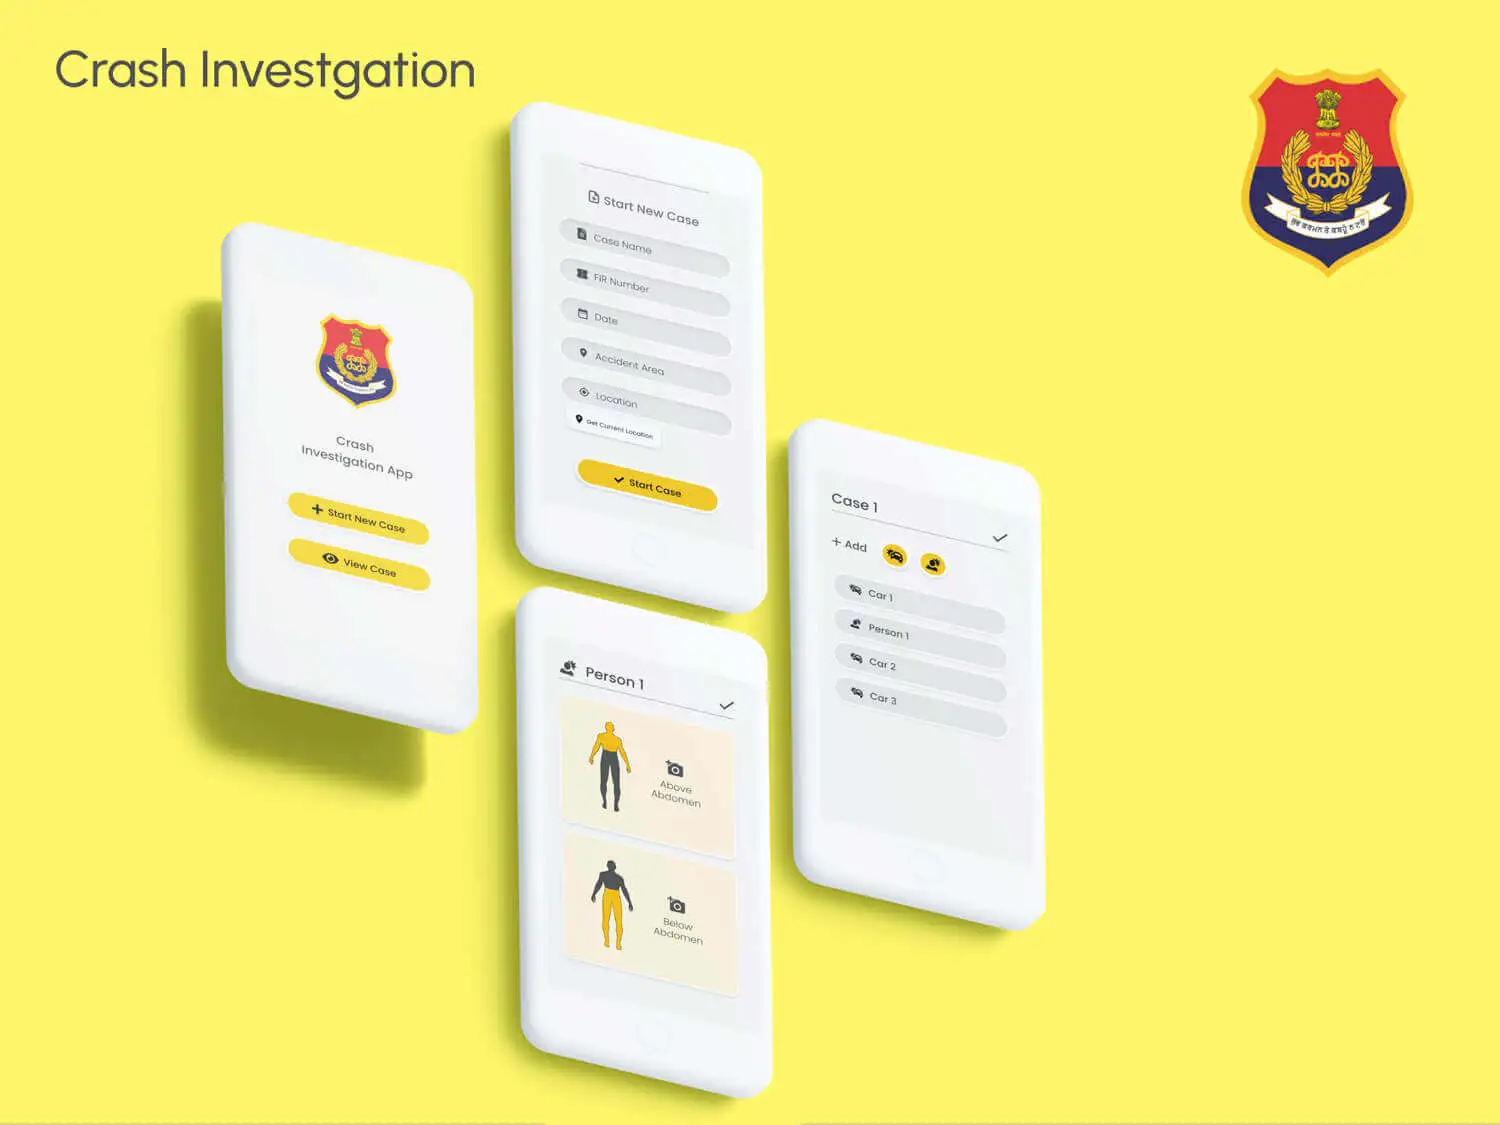 Crash Investgation
Crash
Investigation App
Start New Case
View Case
Start New Case
Case Name
FIR Number
Date
Accident Area
Location
Get Current Location
Start Case
Person 1
Above
Abdomen
Below
Abdomen
Case 1
+ Add
Car 1
Person 1
Car 2
Car 3